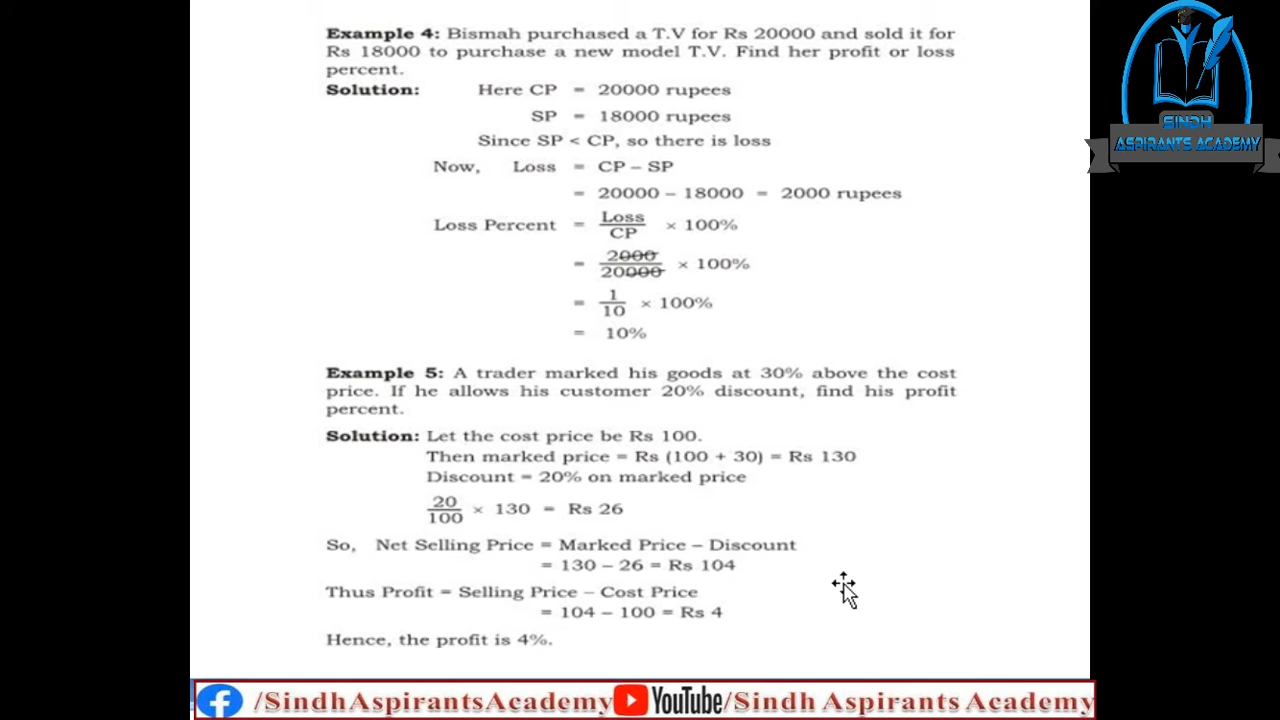 Example 4: Bismah purchased a T.V for Rs 20000 and sold it for
Rs 18000 to purchase a new model T.V. Find her profit or loss
percent.
Solution: Here CP = 20000 rupees
SP = 18000 rupees
Since SP < CP, so there is loss
Now, Loss = CP – SP
= 20000 – 18000 = 2000 rupees
Loss Percent = Loss/CP × 100%
= 2000/20000 × 100%
= 1/10 × 100%
= 10%
Example 5: A trader marked his goods at 30% above the cost
price. If he allows his customer 20% discount, find his profit
percent.
Solution: Let the cost price be Rs 100.
Then marked price = Rs (100 + 30) = Rs 130
Discount = 20% on marked price
20/100 × 130 = Rs 26
So, Net Selling Price = Marked Price – Discount
= 130 – 26 = Rs 104
Thus Profit = Selling Price – Cost Price
= 104 – 100 = Rs 4
Hence, the profit is 4%.
SINDH
ASPIRANTS ACADEMY
/SindhAspirantsAcademy YouTube/Sindh Aspirants Academy